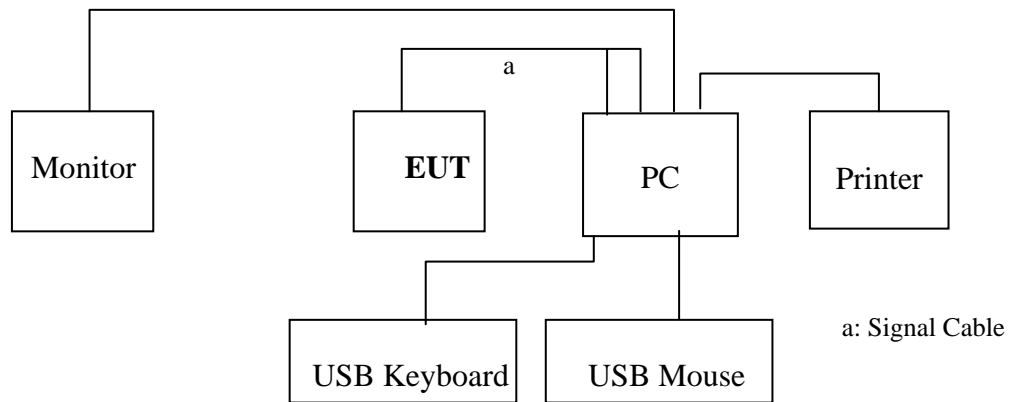 a
Monitor
EUT
PC
Printer
a: Signal Cable
USB Keyboard
USB Mouse